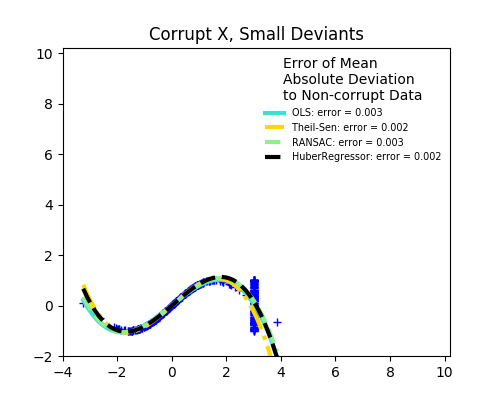 Corrupt X, Small Deviants
Error of Mean
Absolute Deviation
to Non-corrupt Data
OLS: error = 0.003
Theil-Sen: error = 0.002
RANSAC: error = 0.003
HuberRegressor: error = 0.002
10
8
6
4
2
0
−2
−4 −2 0 2 4 6 8 10